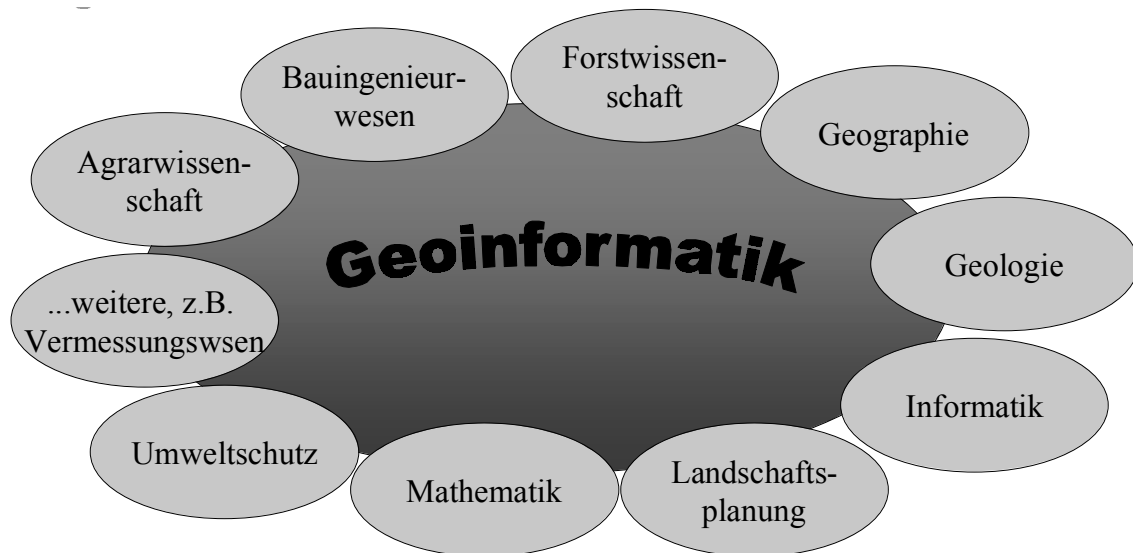 Bauingenieur-
wesen
Forstwissen-
schaft
Geographie
Agrarwissen-
schaft
Geoinformatik
Geologie
...weitere, z.B.
Vermessungswsen
Informatik
Umweltschutz
Mathematik
Landschafts-
planung